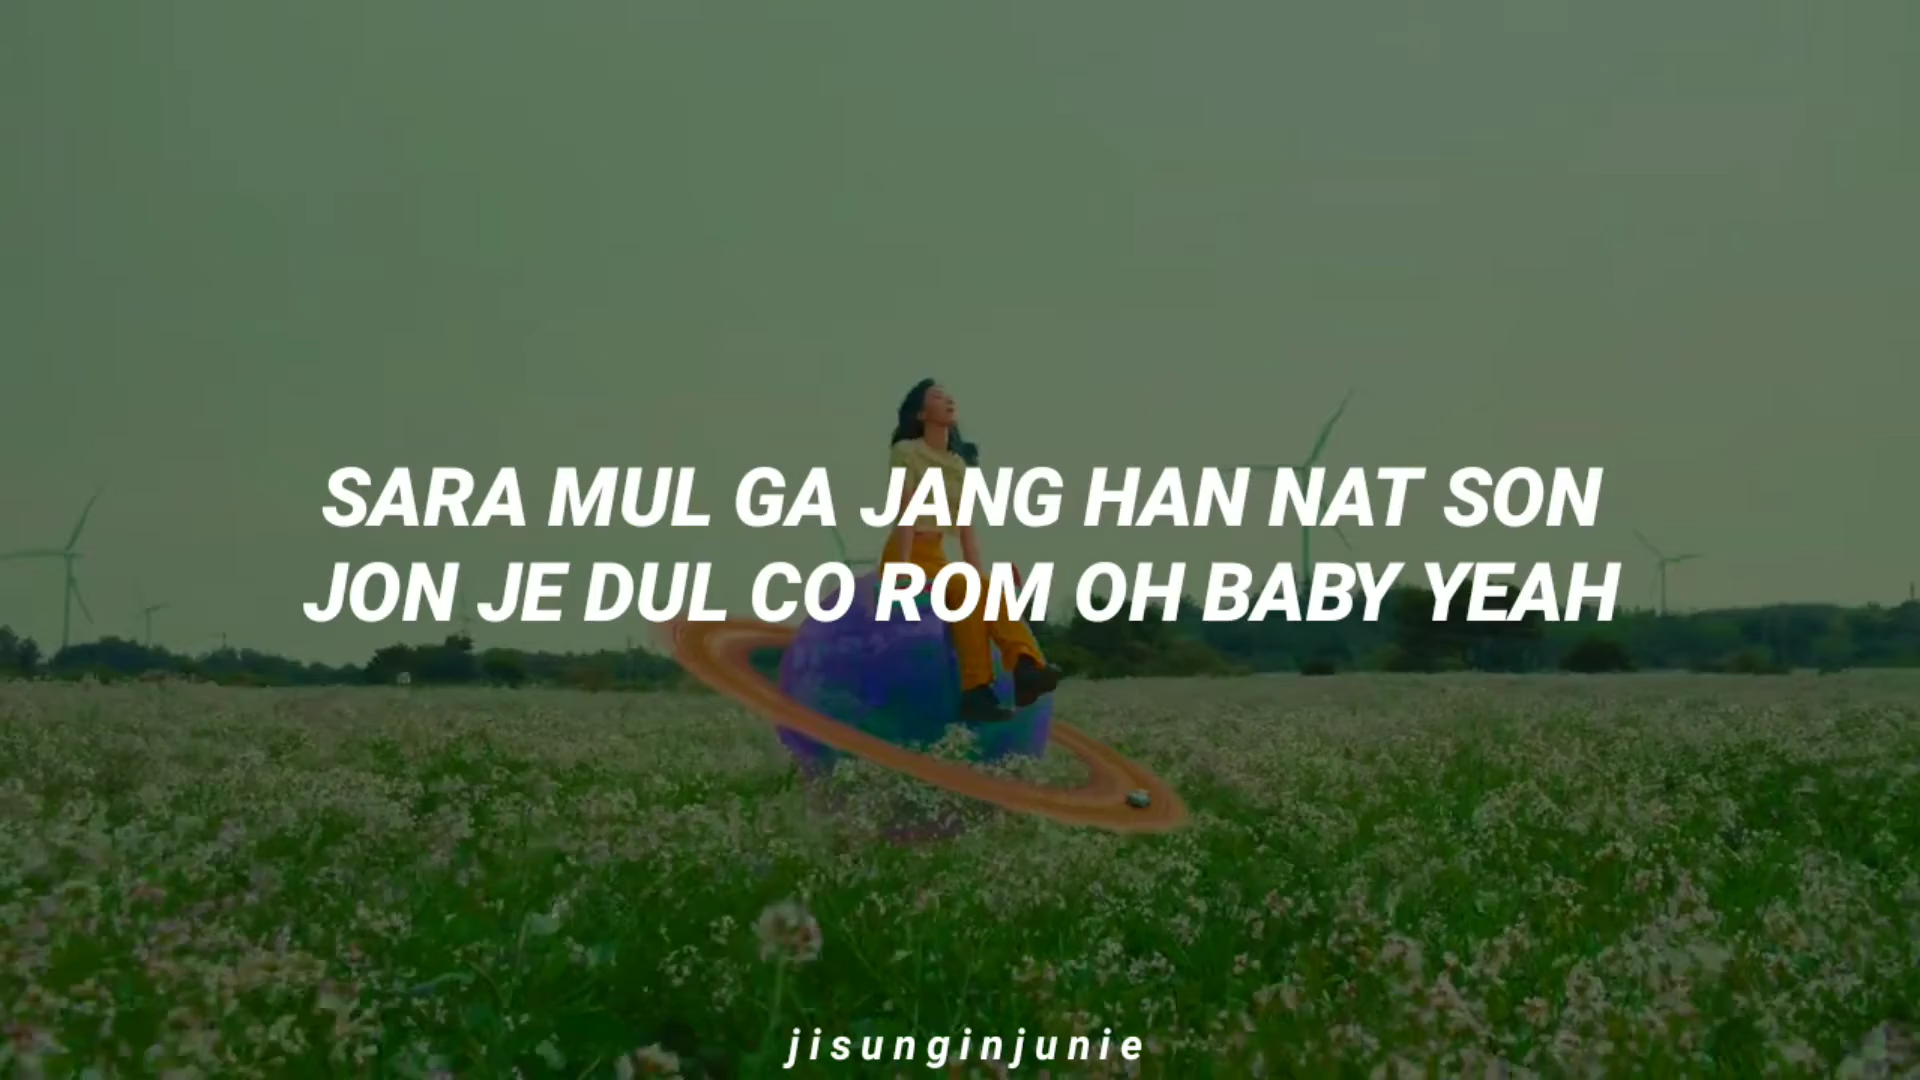 SARA MUL GA JANG HAN NAT SON
JON JE DUL CO ROM OH BABY YEAH
jisunginjunie